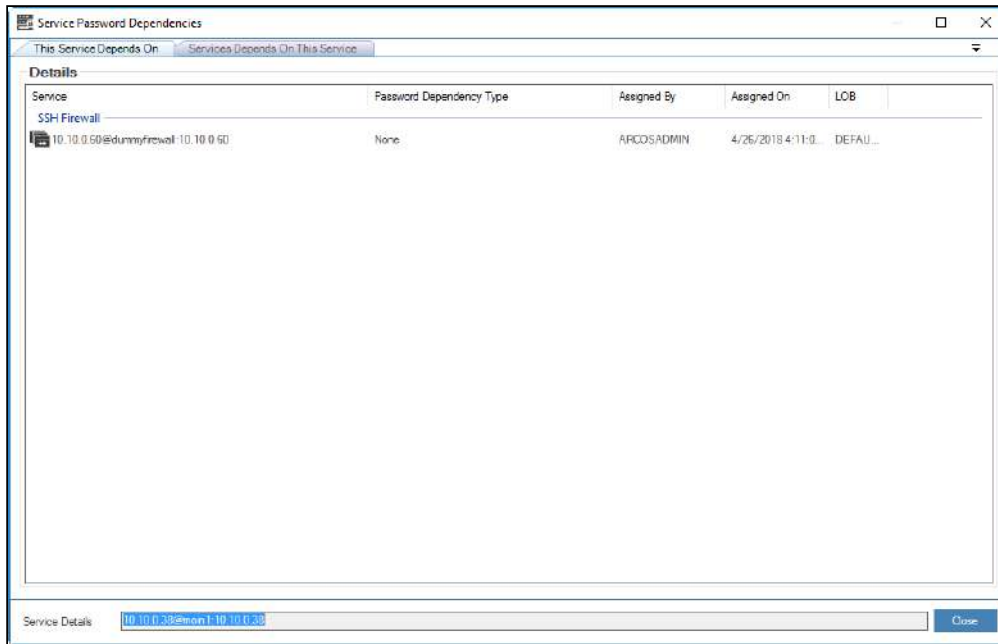 Service Password Dependencies
This Service Depends On Services Depends On This Service
Details
Service Password Dependency Type Assigned By Assigned On LOB
SSH Firewall
10.10.0.60@dummyfirewall:10.10.0.60 None ARCOSADMIN 4/26/2018 4:11:0... DEFAU...
Service Details 10.10.0.38@mon1:10.10.0.38 Close